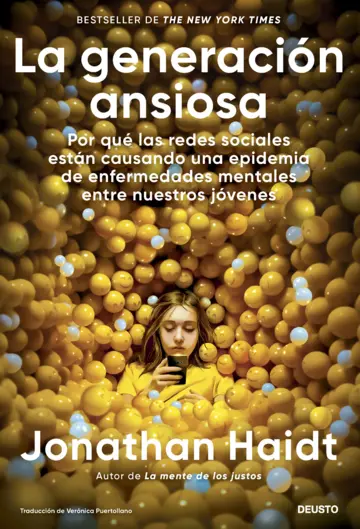 BESTSELLER DE THE NEW YORK TIMES
La generación
ansiosa
Por qué las redes sociales
están causando una epidemia
de enfermedades mentales
entre nuestros jóvenes
Jonathan Haidt
Autor de La mente de los justos
Traducción de Verónica Puertollano
DEUSTO